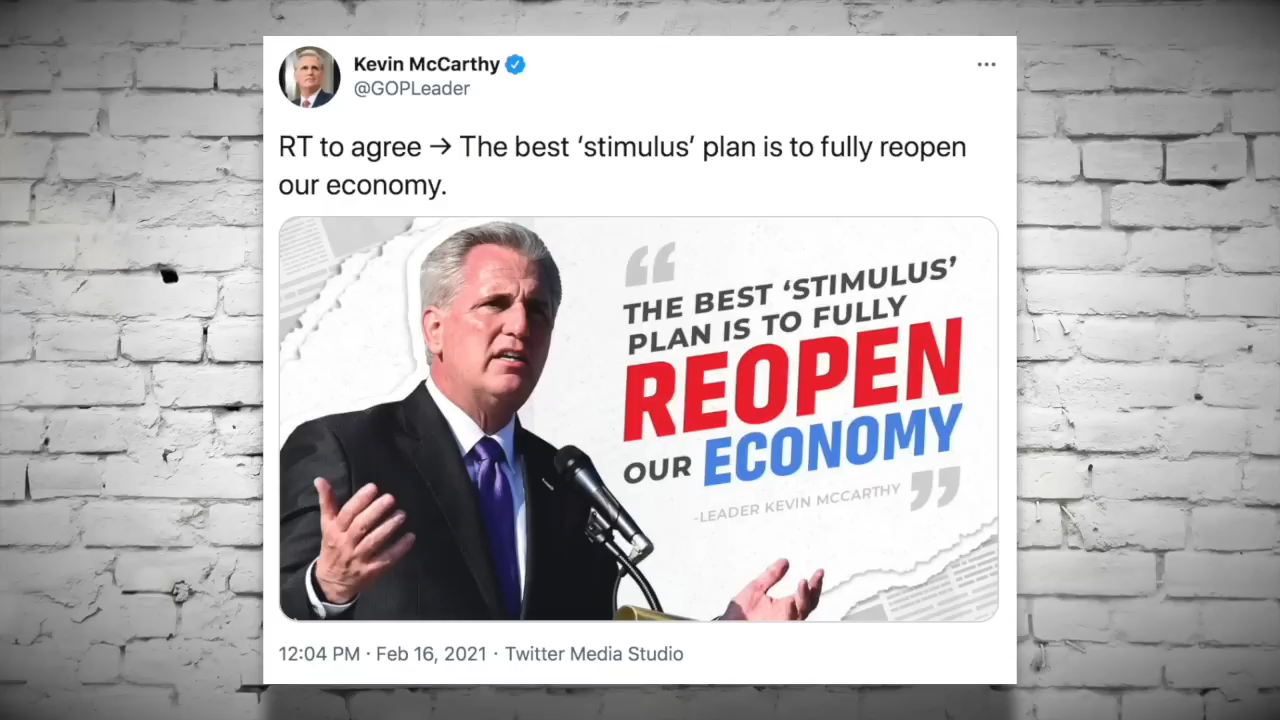 Kevin McCarthy
@GOPLeader
RT to agree → The best ‘stimulus’ plan is to fully reopen
our economy.
“
THE BEST ‘STIMULUS’
PLAN IS TO FULLY
REOPEN
OUR ECONOMY
-LEADER KEVIN MCCARTHY ”
12:04 PM · Feb 16, 2021 · Twitter Media Studio